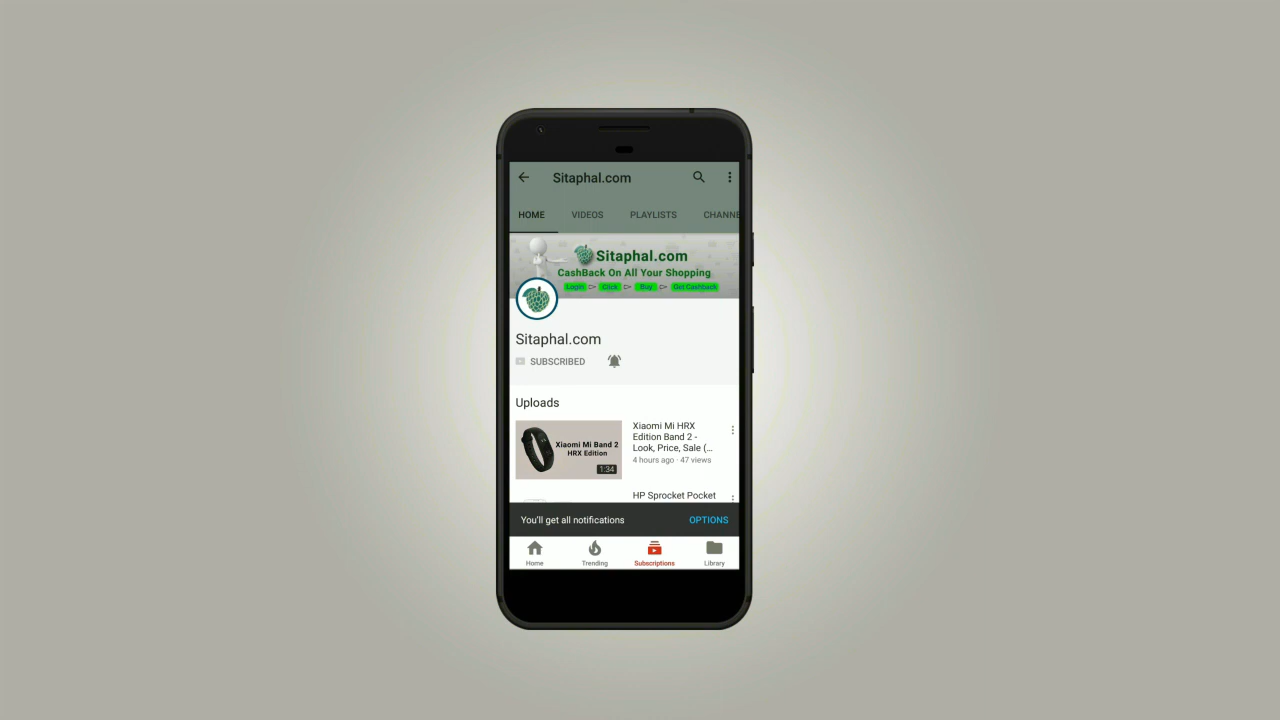 Sitaphal.com
HOME VIDEOS PLAYLISTS CHANNE
Sitaphal.com
CashBack On All Your Shopping
Login Click Buy Get Cashback
Sitaphal.com
SUBSCRIBED
Uploads
Xiaomi Mi Band 2
HRX Edition
1:34
Xiaomi Mi HRX
Edition Band 2 -
Look, Price, Sale (...
4 hours ago · 47 views
HP Sprocket Pocket
You'll get all notifications OPTIONS
Home Trending Subscriptions Library